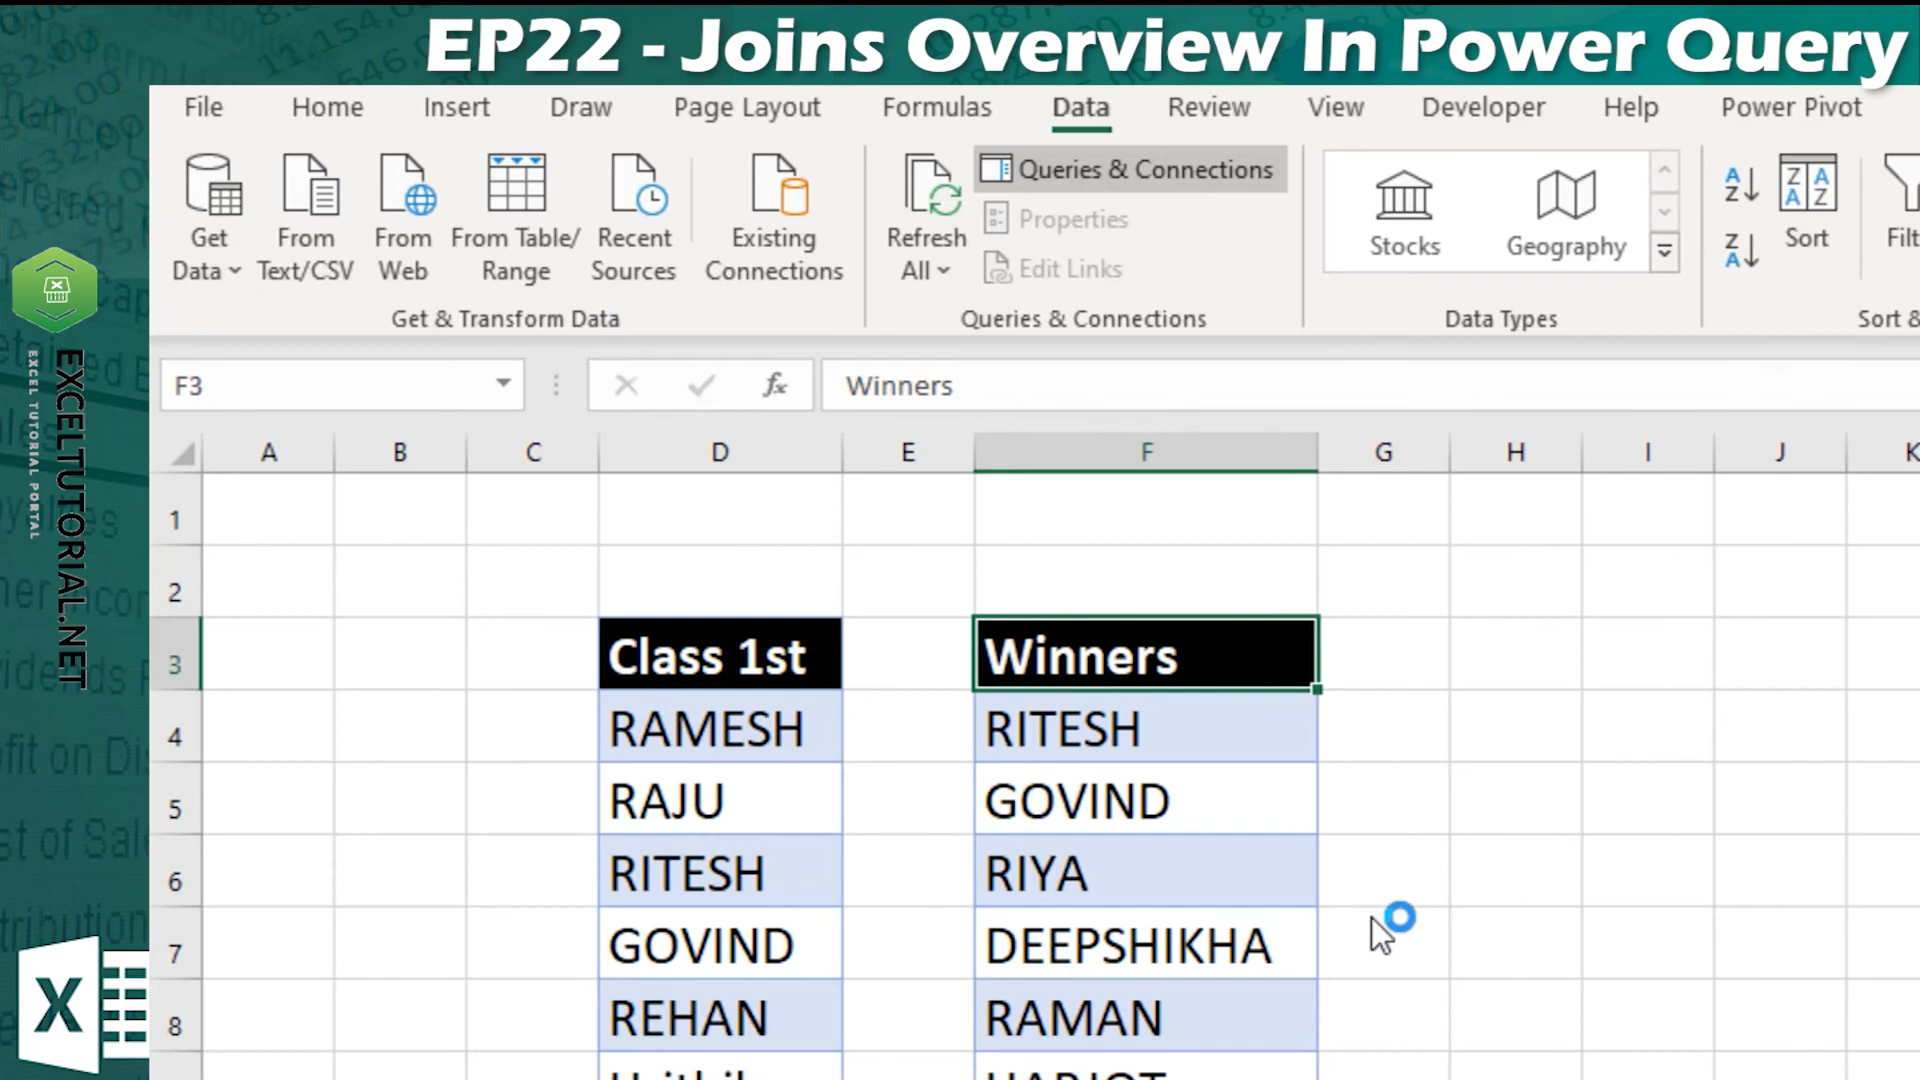 EP22 - Joins Overview In Power Query
File Home Insert Draw Page Layout Formulas Data Review View Developer Help Power Pivot
Get Data
From Text/CSV
From Web
From Table/ Range
Recent Sources
Existing Connections
Get & Transform Data
Refresh All
Queries & Connections
Properties
Edit Links
Queries & Connections
Stocks
Geography
Data Types
Sort
Filt
Sort &
F3 fx Winners
A B C D E F G H I J K
1
2
3 Class 1st Winners
4 RAMESH RITESH
5 RAJU GOVIND
6 RITESH RIYA
7 GOVIND DEEPSHIKHA
8 REHAN RAMAN
EXCELTUTORIAL.NET
EXCEL TUTORIAL PORTAL